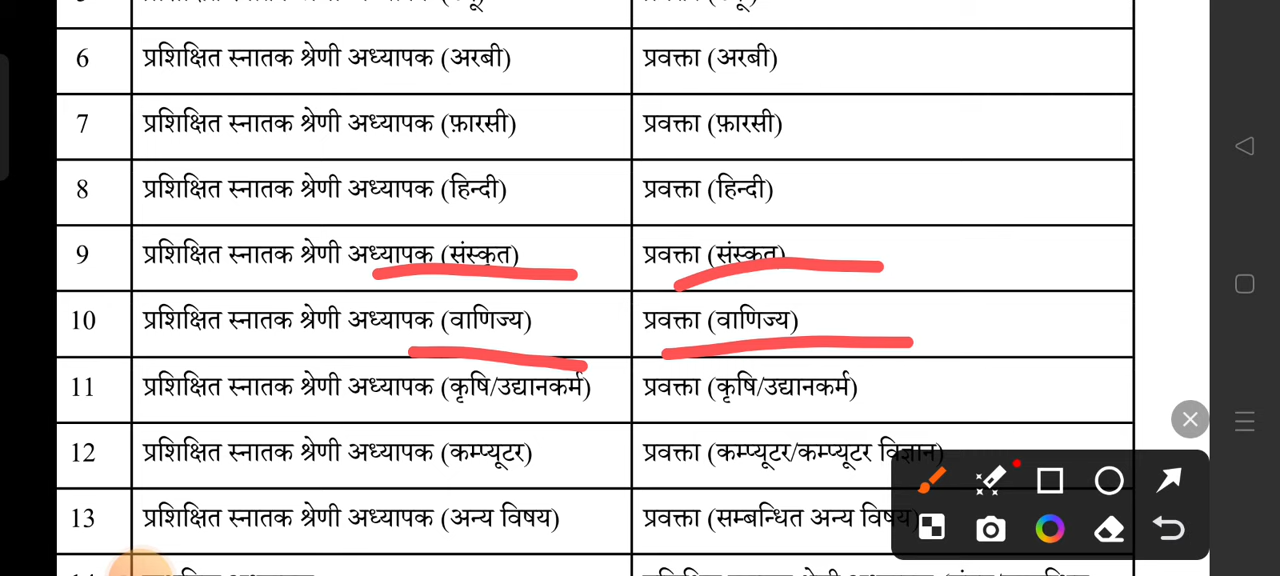 6 प्रशिक्षित स्नातक श्रेणी अध्यापक (अरबी) प्रवक्ता (अरबी)
7 प्रशिक्षित स्नातक श्रेणी अध्यापक (फ़ारसी) प्रवक्ता (फ़ारसी)
8 प्रशिक्षित स्नातक श्रेणी अध्यापक (हिन्दी) प्रवक्ता (हिन्दी)
9 प्रशिक्षित स्नातक श्रेणी अध्यापक (संस्कृत) प्रवक्ता (संस्कृत)
10 प्रशिक्षित स्नातक श्रेणी अध्यापक (वाणिज्य) प्रवक्ता (वाणिज्य)
11 प्रशिक्षित स्नातक श्रेणी अध्यापक (कृषि/उद्यानकर्म) प्रवक्ता (कृषि/उद्यानकर्म)
12 प्रशिक्षित स्नातक श्रेणी अध्यापक (कम्प्यूटर) प्रवक्ता (कम्प्यूटर/कम्प्यूटर विज्ञान)
13 प्रशिक्षित स्नातक श्रेणी अध्यापक (अन्य विषय) प्रवक्ता (सम्बन्धित अन्य विषय)